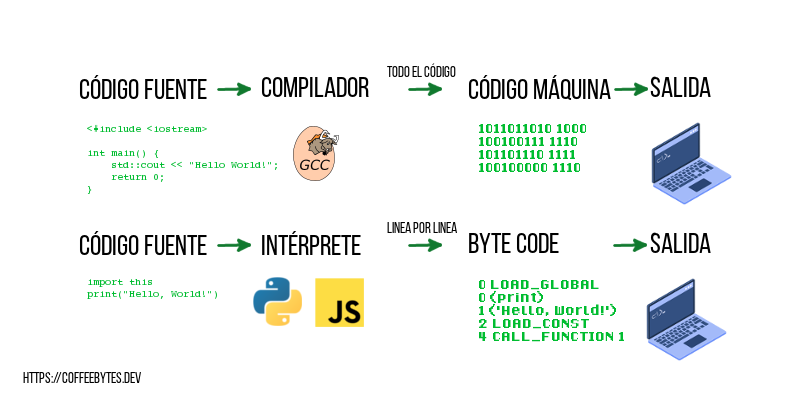 CÓDIGO FUENTE COMPILADOR TODO EL CÓDIGO CÓDIGO MÁQUINA SALIDA
<#include <iostream>
int main() {
std::cout << "Hello World!";
return 0;
}
GCC
1011011010 1000
100100111 1110
101101110 1111
100100000 1110
CÓDIGO FUENTE INTÉRPRETE LINEA POR LINEA BYTE CODE SALIDA
import this
print("Hello, World!")
JS
0 LOAD_GLOBAL
0 (print)
1 ('Hello, World!')
2 LOAD_CONST
4 CALL_FUNCTION 1
HTTPS://COFFEEBYTES.DEV